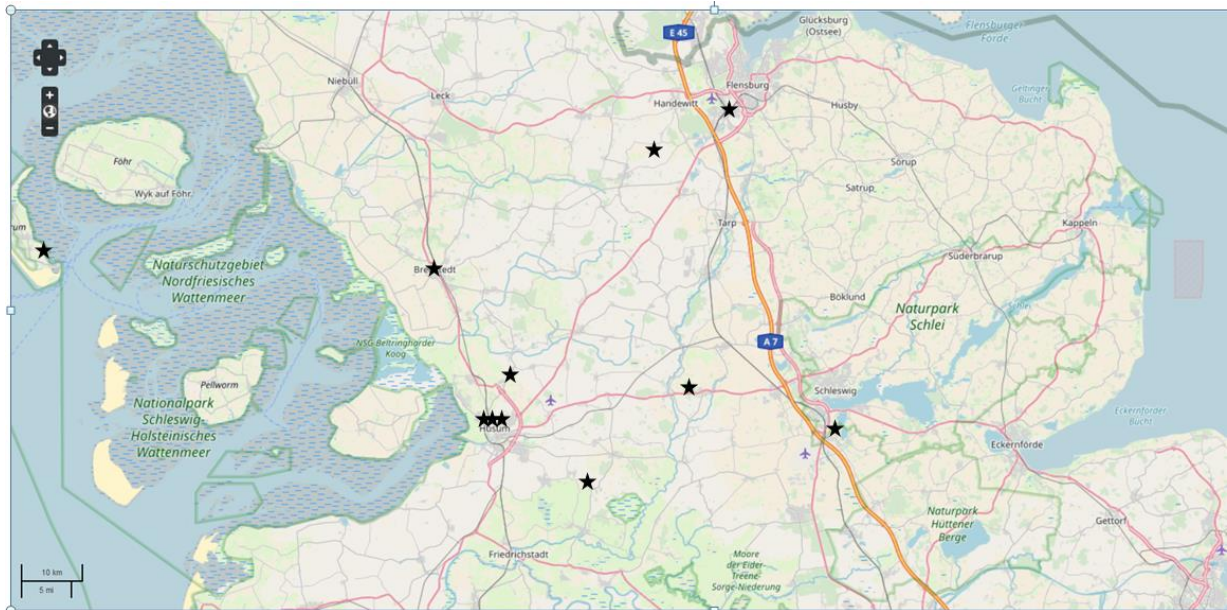 Glücksburg
(Ostsee)
Flensburger
Förde
E 45
Niebüll
Leck
Flensburg
Handewitt
Husby
Geltinger
Bucht
Föhr
Wyk auf Föhr
Sörup
Satrup
rum
Tarp
Kappeln
Süderbrarup
Naturschutzgebiet
Nordfriesisches
Wattenmeer
Böklund
Schlei
Naturpark
Schlei
NSG Beltringharder
Koog
A 7
Pellworm
Schleswig
Nationalpark
Schleswig-
Holsteinisches
Wattenmeer
Eckernförder
Bucht
Husum
Eckernförde
Naturpark
Hüttener
Berge
Gettorf
Friedrichstadt
Moore
der Eider-
Treene-
Sorge-Niederung
10 km
5 mi